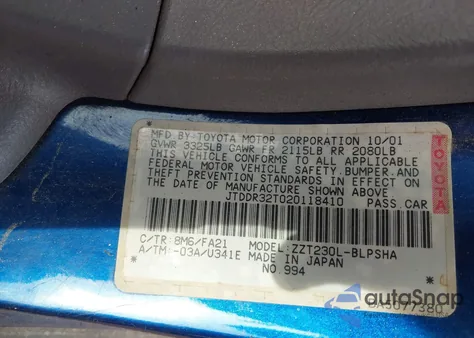 MFD BY-TOYOTA MOTOR CORPORATION 10/01
GVWR 3325LB GAWR FR 2115LB RR 2080LB
THIS VEHICLE CONFORMS TO ALL APPLICABLE
FEDERAL MOTOR VEHICLE SAFETY,BUMPER,AND
THEFT PREVENTION STANDARDS IN EFFECT ON
THE DATE OF MANUFACTURE SHOWN ABOVE.
JTDDR32T020118410 PASS.CAR
C/TR:8M6/FA21 MODEL:ZZT230L-BLPSHA
A/TM:-03A/U341E MADE IN JAPAN
NO.994
TOYOTA
autoSnap